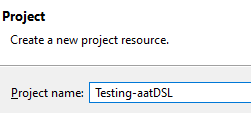 Project
Create a new project resource.
Project name: Testing-aatDSL